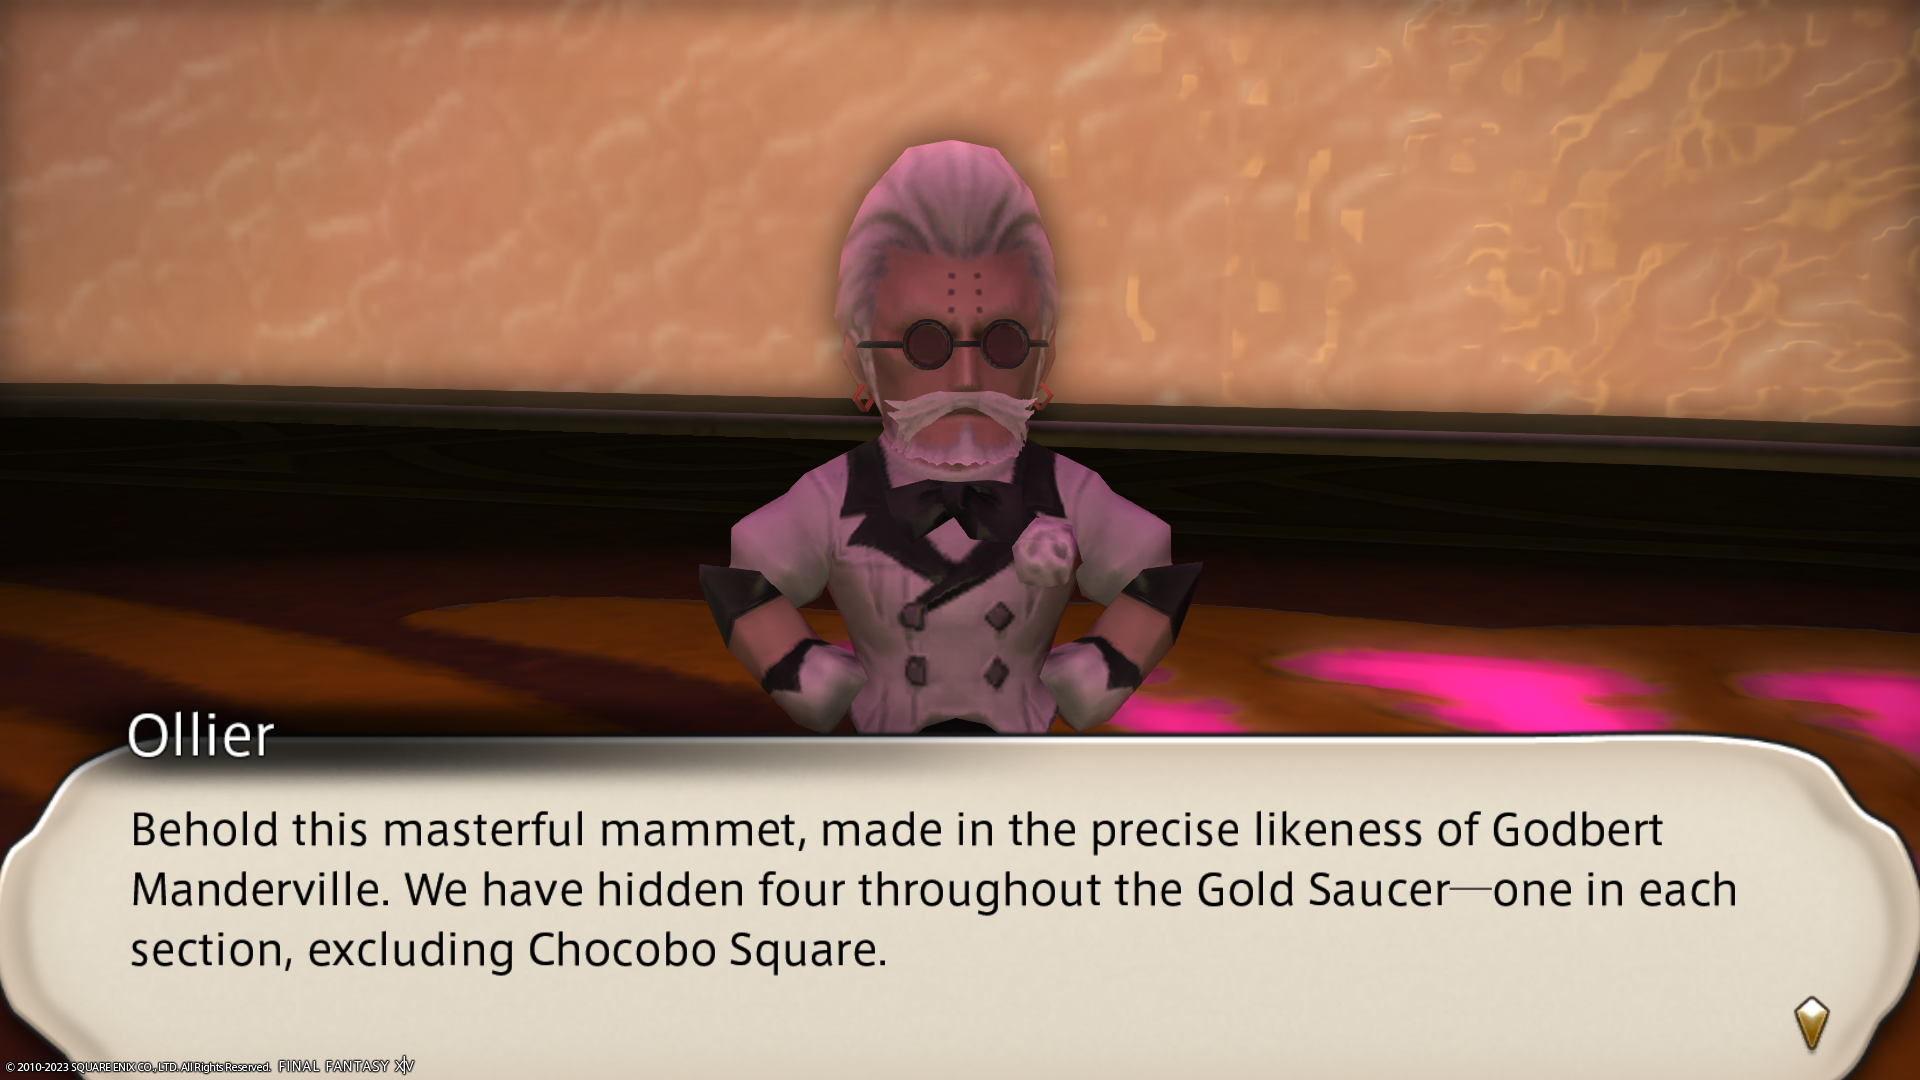 Ollier
Behold this masterful mammet, made in the precise likeness of Godbert
Manderville. We have hidden four throughout the Gold Saucer—one in each
section, excluding Chocobo Square.
© 2010-2023 SQUARE ENIX CO., LTD. All Rights Reserved. FINAL FANTASY XIV